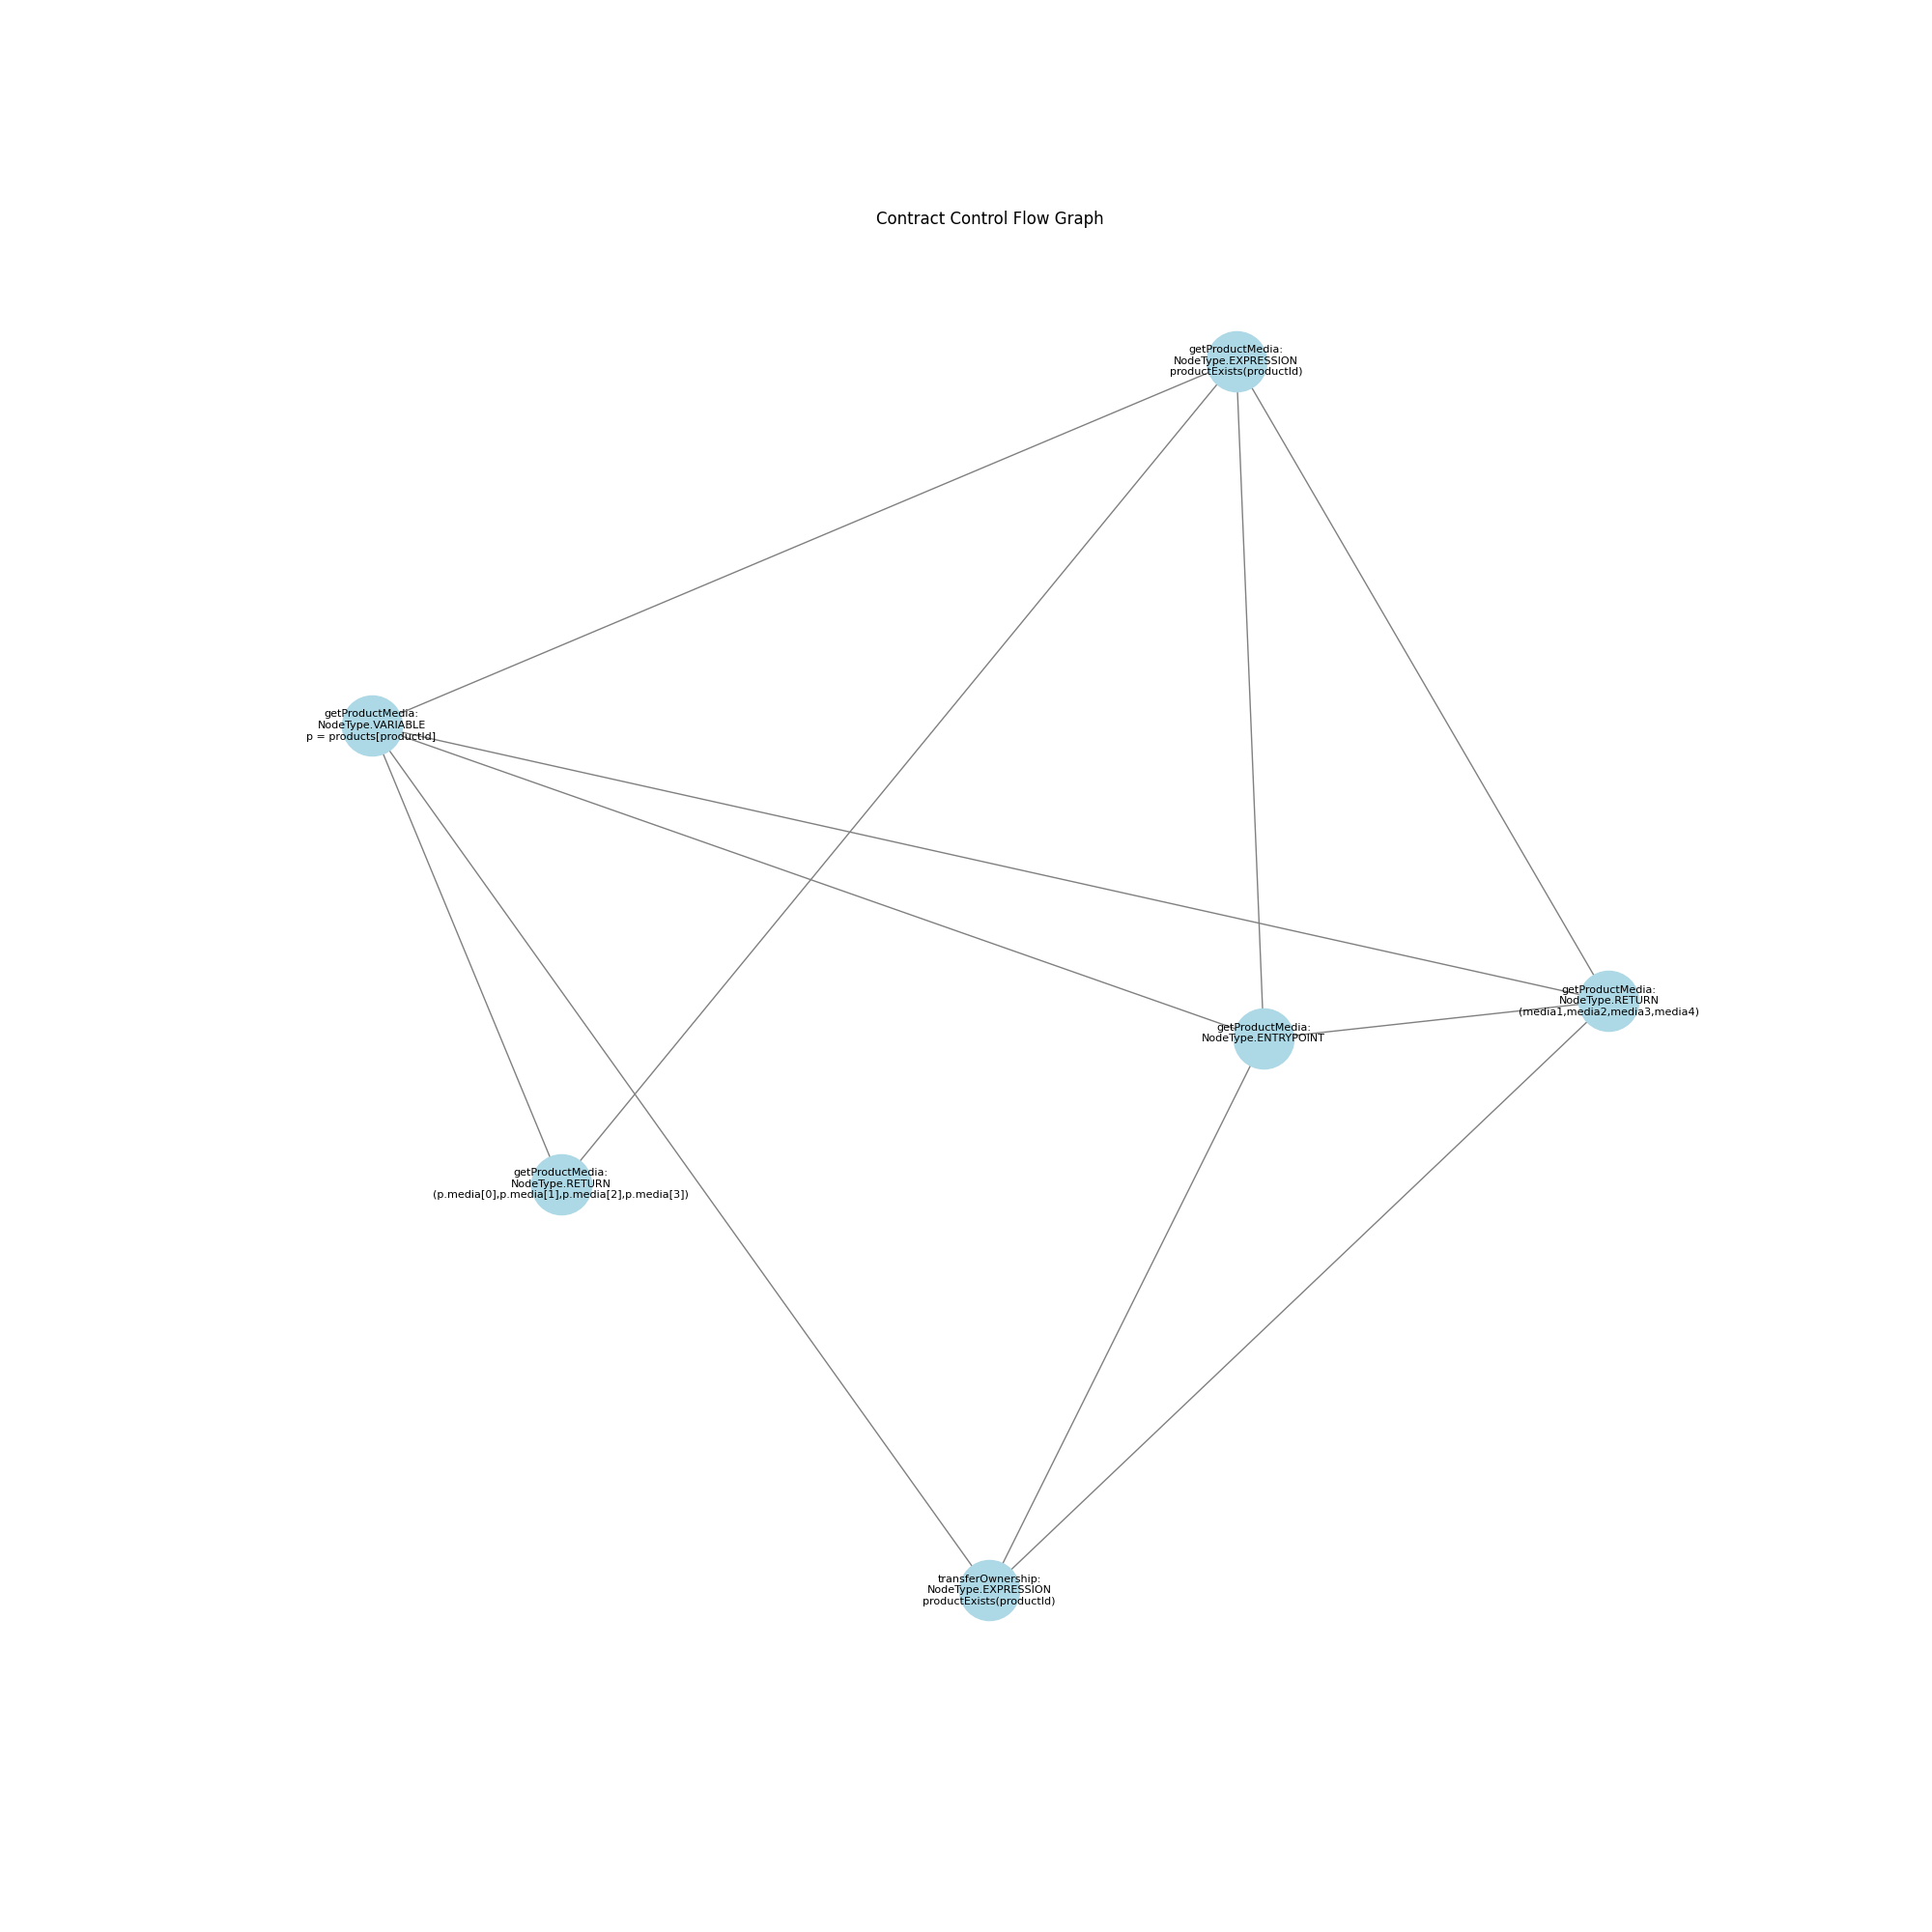 Contract Control Flow Graph
getProductMedia:
NodeType.EXPRESSION
productExists(productId)
getProductMedia:
NodeType.VARIABLE
p = products[productId]
getProductMedia:
NodeType.RETURN
(media1,media2,media3,media4)
getProductMedia:
NodeType.ENTRYPOINT
getProductMedia:
NodeType.RETURN
(p.media[0],p.media[1],p.media[2],p.media[3])
transferOwnership:
NodeType.EXPRESSION
productExists(productId)